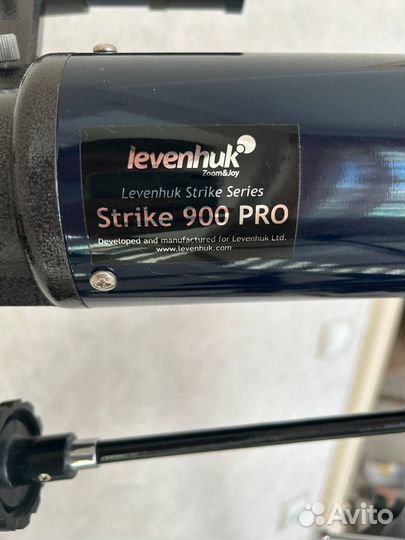 levenhuk
Zoom&Joy
Levenhuk Strike Series
Strike 900 PRO
Developed and manufactured for Levenhuk Ltd.
www.levenhuk.com
Avito